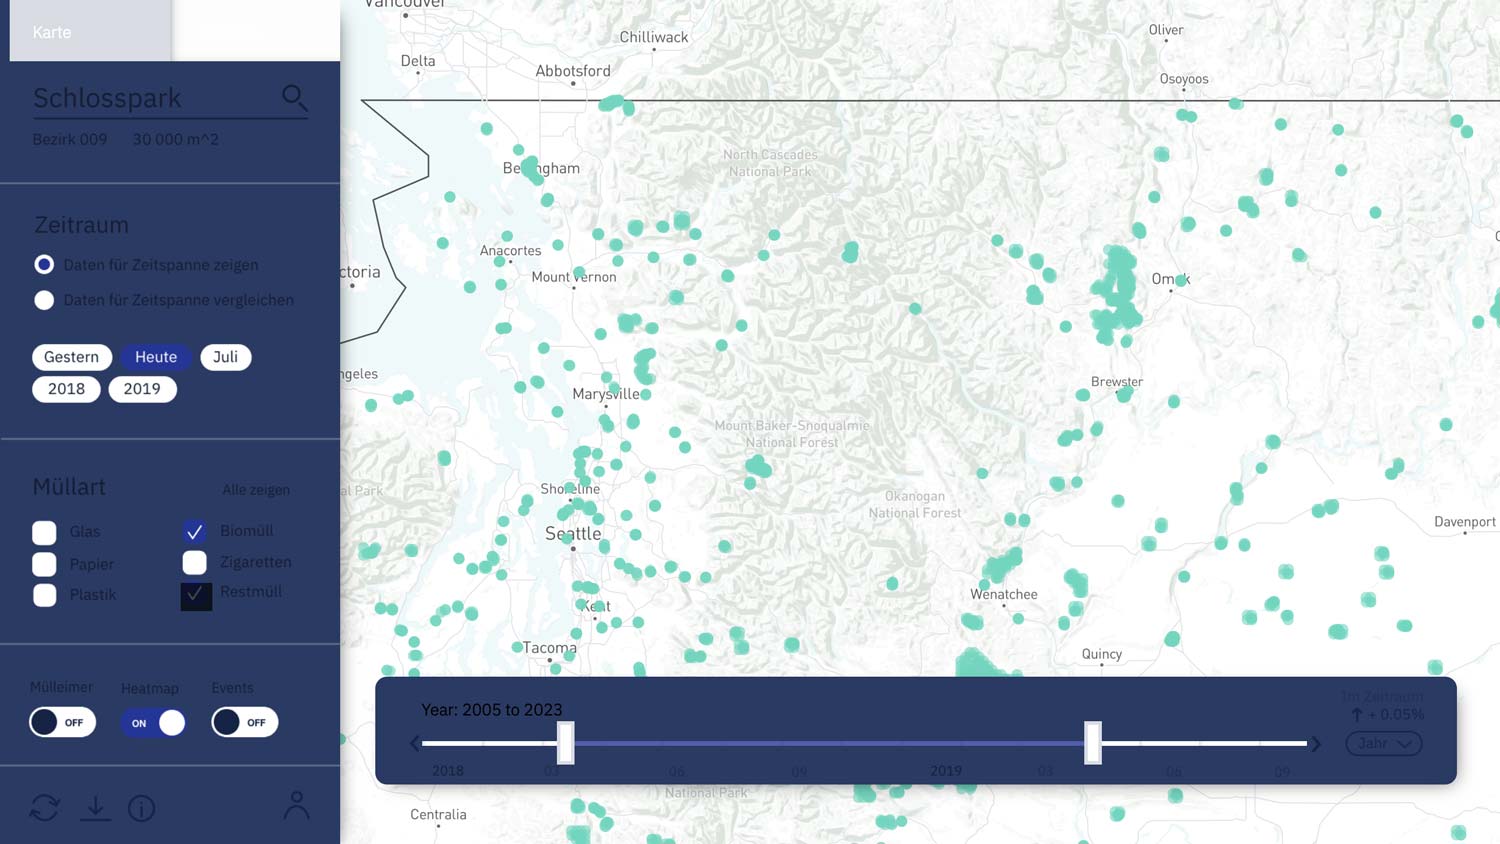 Karte
Schlosspark
Bezirk 009 30 000 m^2
Zeitraum
Daten für Zeitspanne zeigen
Daten für Zeitspanne vergleichen
Gestern Heute Juli
2018 2019
Müllart Alle zeigen
Glas Biomüll
Papier Zigaretten
Plastik Restmüll
Mülleimer Heatmap Events
OFF ON OFF
Vancouver
Oliver
Chilliwack
Delta
Abbotsford
Osoyoos
North Cascades
National Park
Bellingham
Anacortes
Mount Vernon
ctoria
Omak
ngeles
Brewster
Marysville
Mount Baker-Snoqualmie
National Forest
al Park
Shoreline
Okanogan
National Forest
Davenport
Seattle
Wenatchee
Kent
Tacoma
Quincy
Im Zeitraum
Year: 2005 to 2023
+ 0.05%
Jahr
2018 03 06 09 2019 03 06 09
National Park
Centralia